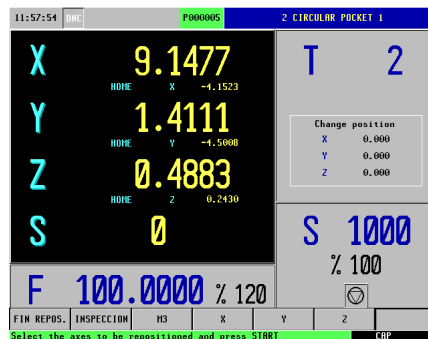 11:57:54 DNC P000005 2 CIRCULAR POCKET 1
X 9.1477
HOME X -4.1523
Y 1.4111
HOME Y -4.5008
Z 0.4883
HOME Z 0.2430
S 0
F 100.0000 % 120
T 2
Change position
X 0.000
Y 0.000
Z 0.000
S 1000
% 100
FIN REPOS. INSPECCION M3 X Y Z
Select the axes to be repositioned and press START CAP